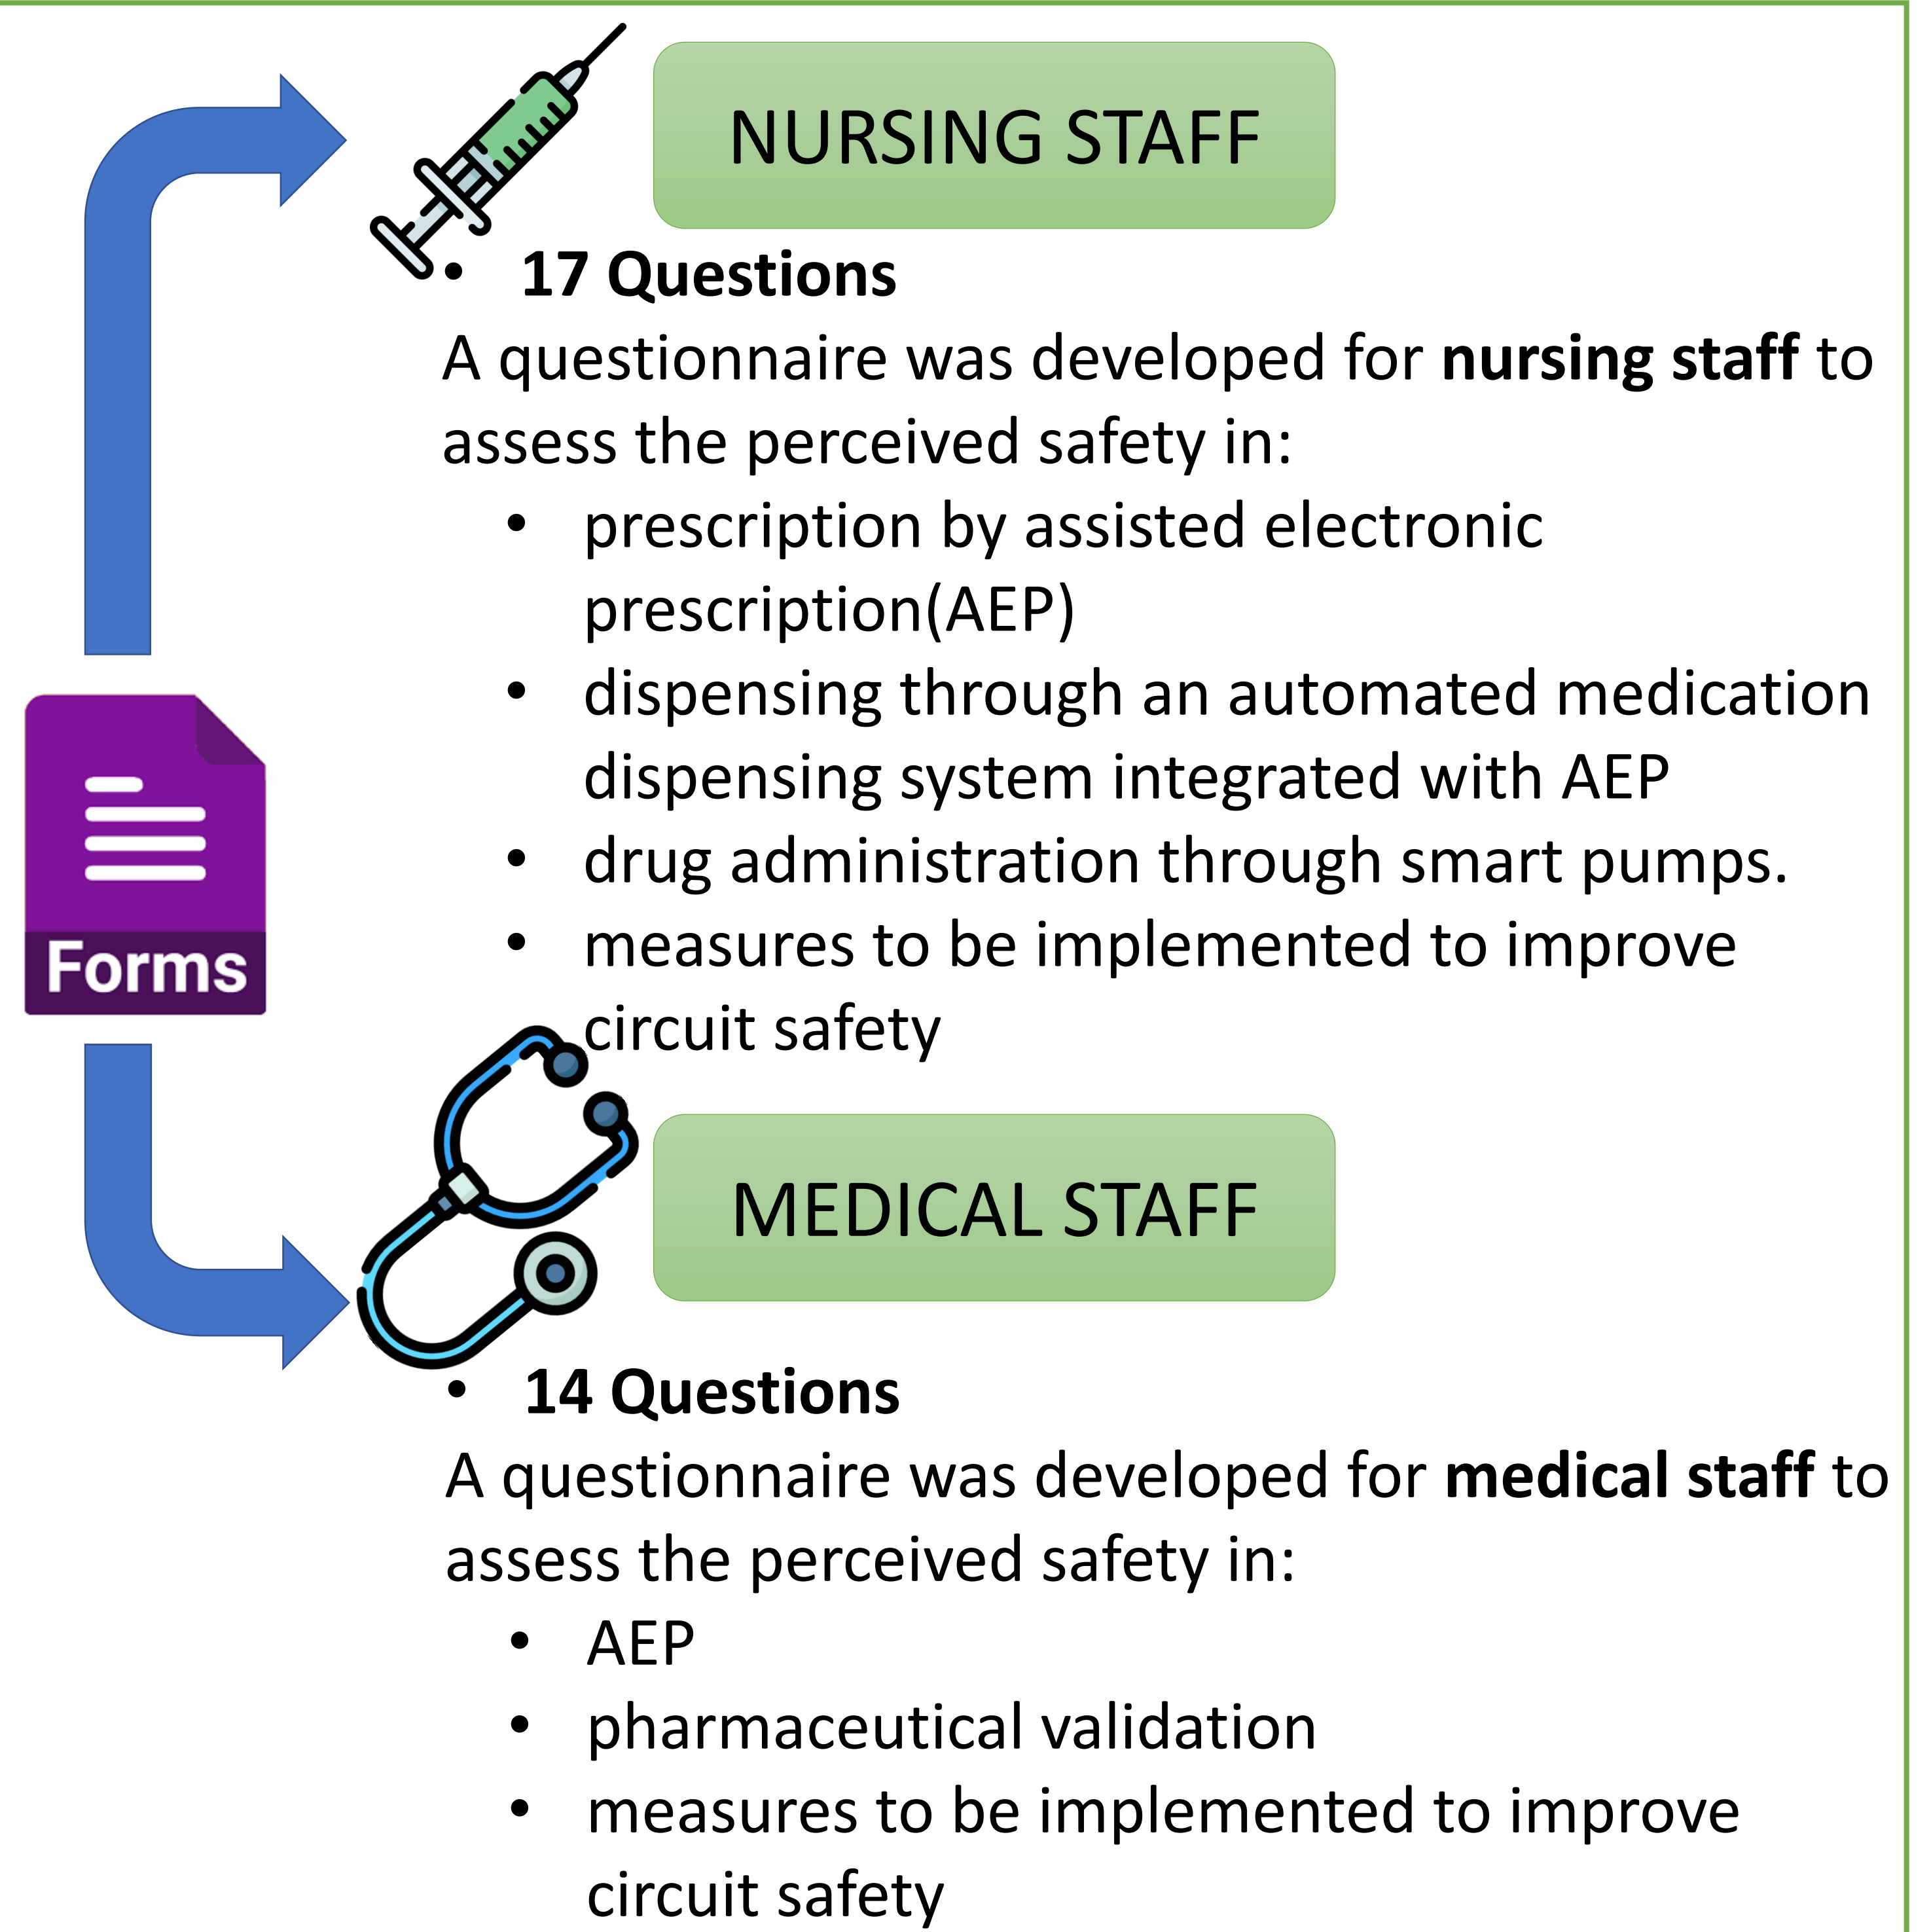 NURSING STAFF
• 17 Questions
A questionnaire was developed for nursing staff to
assess the perceived safety in:
• prescription by assisted electronic
prescription(AEP)
• dispensing through an automated medication
dispensing system integrated with AEP
• drug administration through smart pumps.
• measures to be implemented to improve
circuit safety
Forms
MEDICAL STAFF
• 14 Questions
A questionnaire was developed for medical staff to
assess the perceived safety in:
• AEP
• pharmaceutical validation
• measures to be implemented to improve
circuit safety